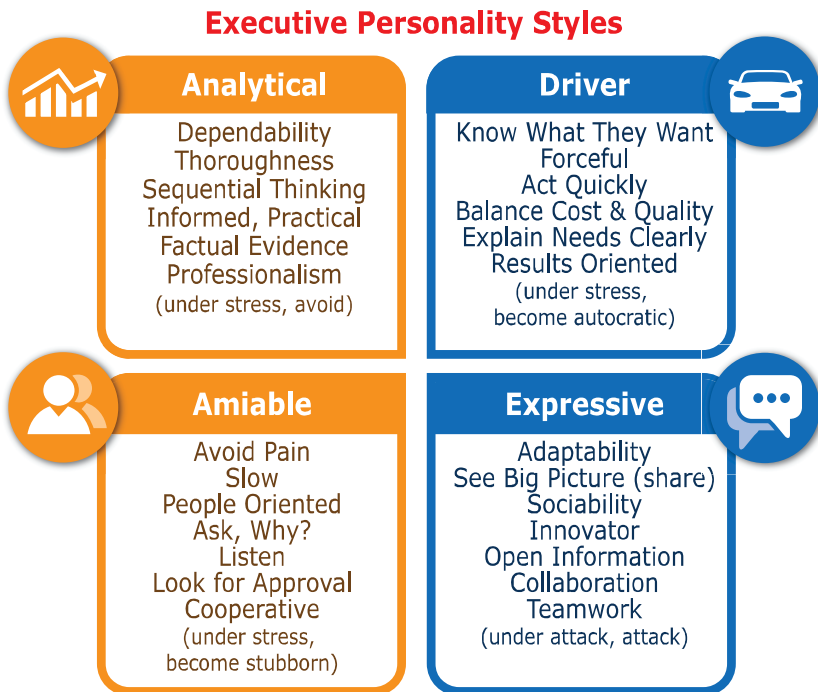 Executive Personality Styles
Analytical
Dependability
Thoroughness
Sequential Thinking
Informed, Practical
Factual Evidence
Professionalism
(under stress, avoid)
Driver
Know What They Want
Forceful
Act Quickly
Balance Cost & Quality
Explain Needs Clearly
Results Oriented
(under stress,
become autocratic)
Amiable
Avoid Pain
Slow
People Oriented
Ask, Why?
Listen
Look for Approval
Cooperative
(under stress,
become stubborn)
Expressive
Adaptability
See Big Picture (share)
Sociability
Innovator
Open Information
Collaboration
Teamwork
(under attack, attack)